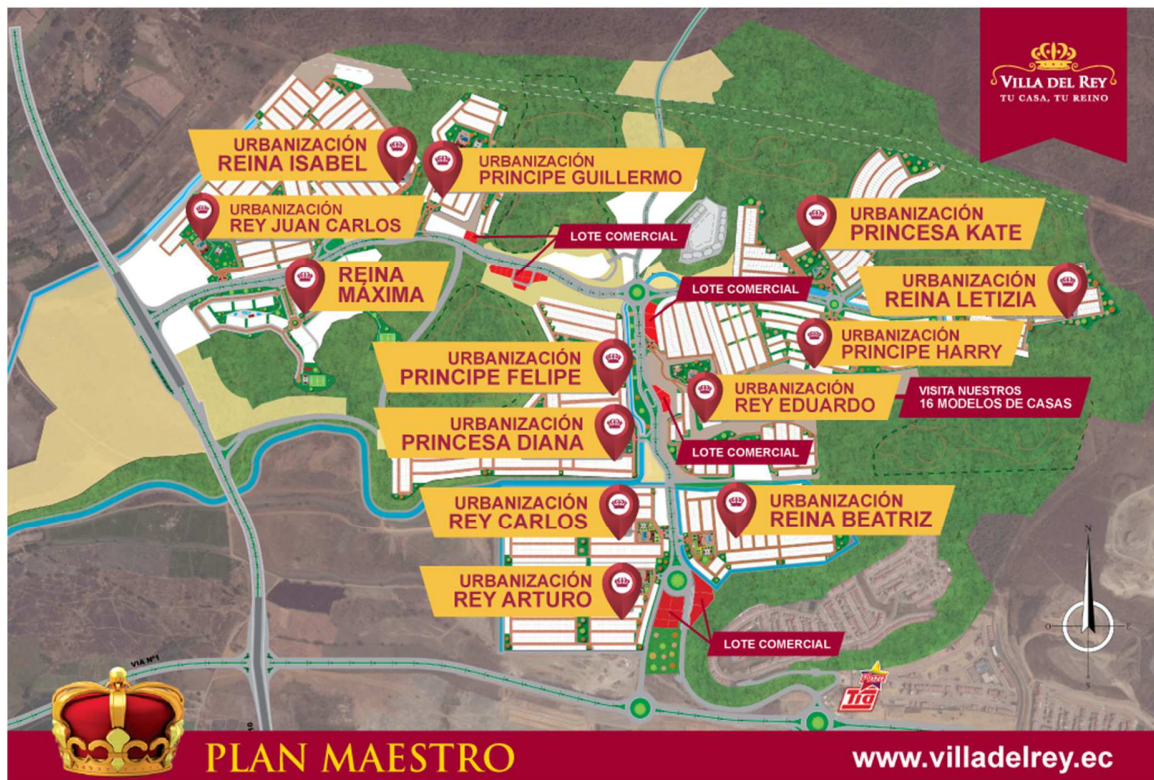 VILLA DEL REY
TU CASA, TU REINO
URBANIZACIÓN
REINA ISABEL
URBANIZACIÓN
PRINCIPE GUILLERMO
URBANIZACIÓN
REY JUAN CARLOS
LOTE COMERCIAL
URBANIZACIÓN
PRINCESA KATE
REINA
MÁXIMA
LOTE COMERCIAL
URBANIZACIÓN
REINA LETIZIA
URBANIZACIÓN
PRINCIPE HARRY
URBANIZACIÓN
PRINCIPE FELIPE
URBANIZACIÓN
REY EDUARDO
VISITA NUESTROS
16 MODELOS DE CASAS
URBANIZACIÓN
PRINCESA DIANA
LOTE COMERCIAL
URBANIZACIÓN
REY CARLOS
URBANIZACIÓN
REINA BEATRIZ
URBANIZACIÓN
REY ARTURO
LOTE COMERCIAL
N
O
E
S
VIA Nº1
Tía
PLAN MAESTRO
www.villadelrey.ec